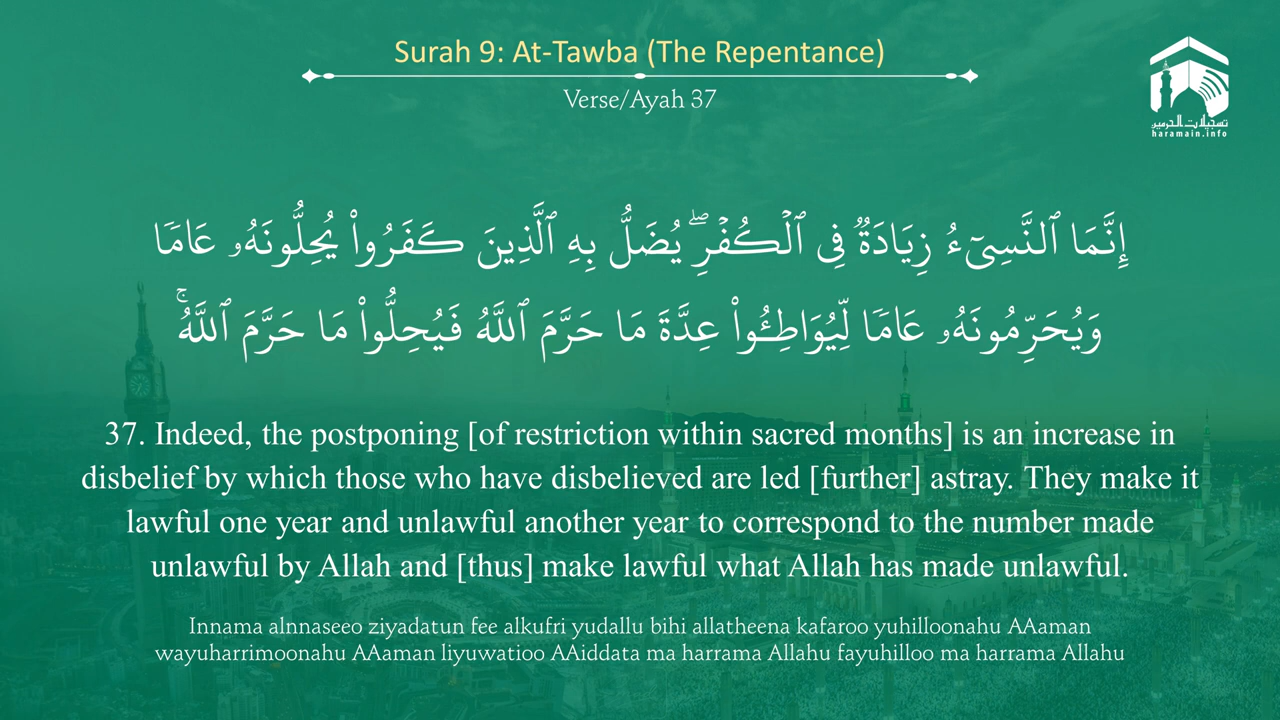 Surah 9: At-Tawba (The Repentance)
Verse/Ayah 37
تسجيلات الحرمين
haramain.info
إِنَّمَا ٱلنَّسِىٓءُ زِيَادَةٌ فِى ٱلْكُفْرِ ۖ يُضَلُّ بِهِ ٱلَّذِينَ كَفَرُوا۟ يُحِلُّونَهُۥ عَامًا
وَيُحَرِّمُونَهُۥ عَامًا لِّيُوَاطِـُٔوا۟ عِدَّةَ مَا حَرَّمَ ٱللَّهُ فَيُحِلُّوا۟ مَا حَرَّمَ ٱللَّهُ ۚ
37. Indeed, the postponing [of restriction within sacred months] is an increase in
disbelief by which those who have disbelieved are led [further] astray. They make it
lawful one year and unlawful another year to correspond to the number made
unlawful by Allah and [thus] make lawful what Allah has made unlawful.
Innama alnnaseeo ziyadatun fee alkufri yudallu bihi allatheena kafaroo yuhilloonahu AAaman
wayuharrimoonahu AAaman liyuwatioo AAiddata ma harrama Allahu fayuhilloo ma harrama Allahu